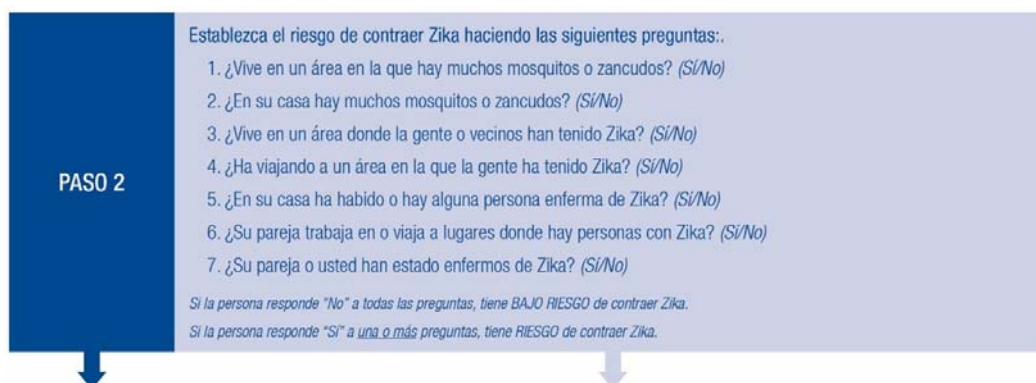 PASO 2
Establezca el riesgo de contraer Zika haciendo las siguientes preguntas:.
1. ¿Vive en un área en la que hay muchos mosquitos o zancudos? (Sí/No)
2. ¿En su casa hay muchos mosquitos o zancudos? (Sí/No)
3. ¿Vive en un área donde la gente o vecinos han tenido Zika? (Sí/No)
4. ¿Ha viajando a un área en la que la gente ha tenido Zika? (Sí/No)
5. ¿En su casa ha habido o hay alguna persona enferma de Zika? (Sí/No)
6. ¿Su pareja trabaja en o viaja a lugares donde hay personas con Zika? (Sí/No)
7. ¿Su pareja o usted han estado enfermos de Zika? (Sí/No)
Si la persona responde "No" a todas las preguntas, tiene BAJO RIESGO de contraer Zika.
Si la persona responde "Sí" a una o más preguntas, tiene RIESGO de contraer Zika.